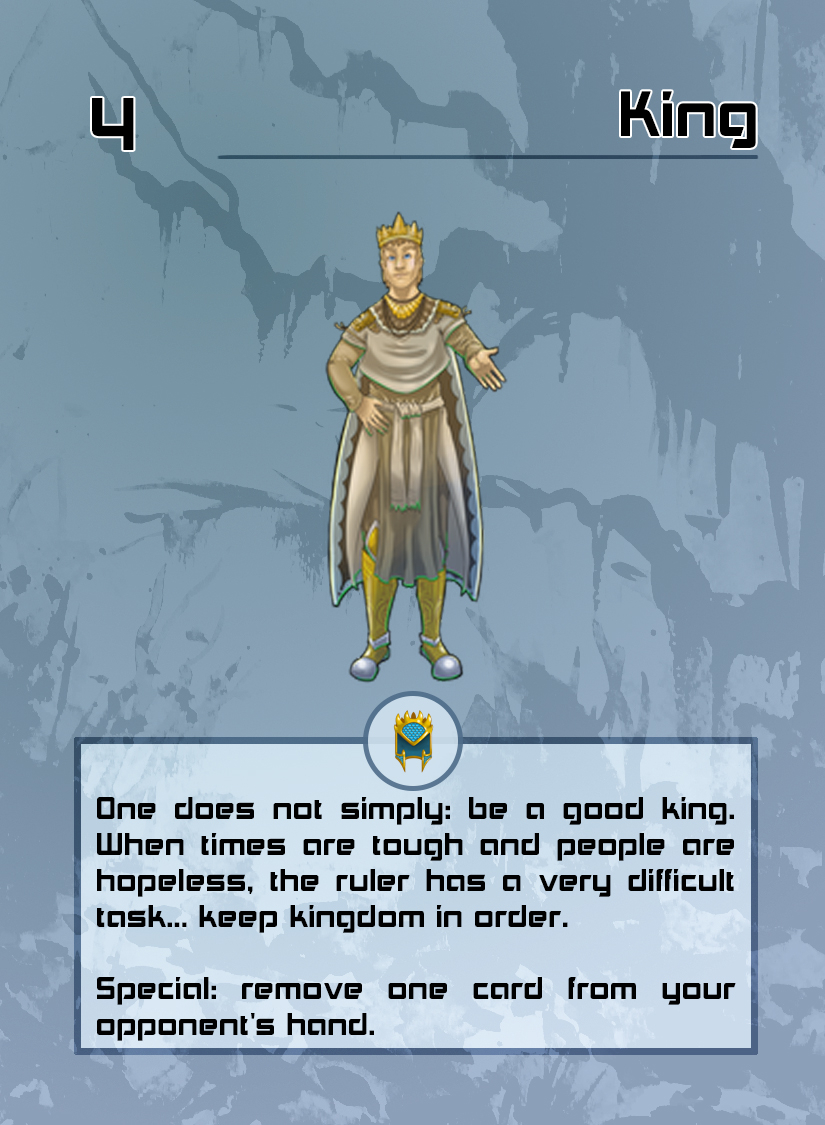 4 King
One does not simply: be a good king.
When times are tough and people are
hopeless, the ruler has a very difficult
task... keep kingdom in order.
Special: remove one card from your
opponent's hand.